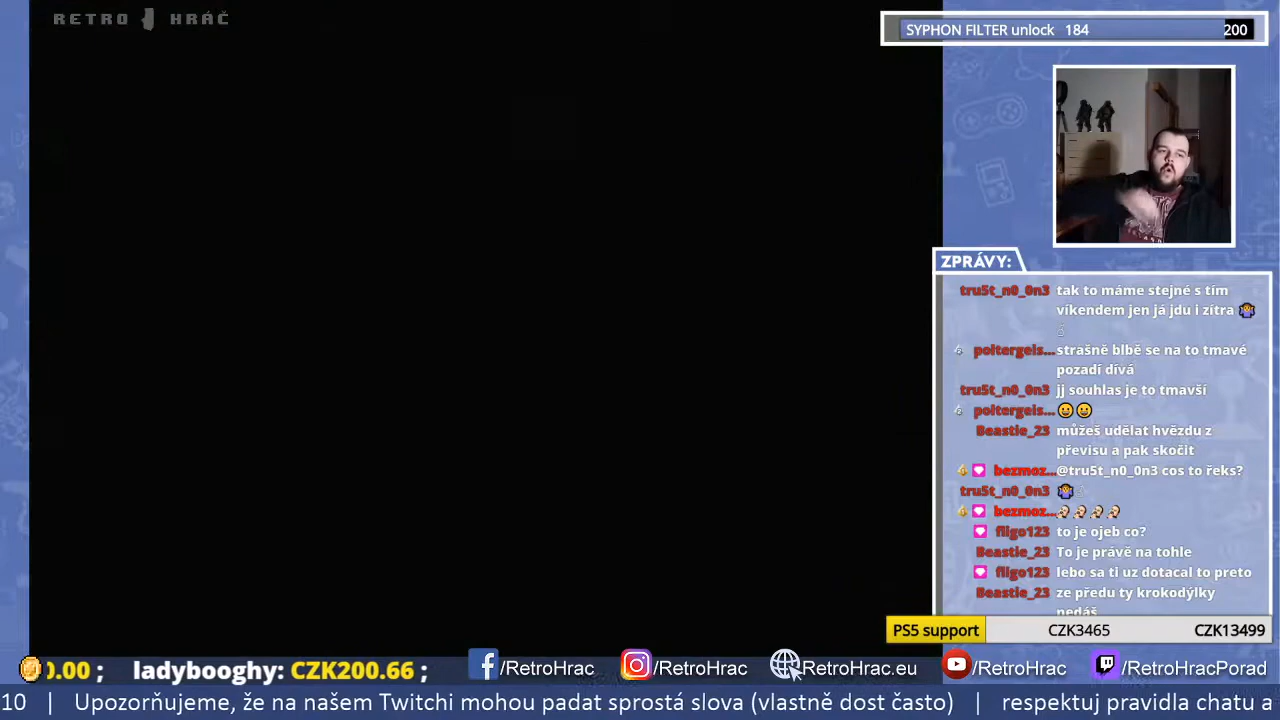 RETRO HRÁČ
SYPHON FILTER unlock 184 200
ZPRÁVY:
tru5t_n0_0n3 tak to máme stejné s tím
víkendem jen já jdu i zítra
poltergeis... strašně blbě se na to tmavé
pozadí dívá
tru5t_n0_0n3 jj souhlas je to tmavší
poltergeis...
Beastie_23 můžeš udělat hvězdu z
převisu a pak skočit
bezmoz... @tru5t_n0_0n3 cos to řeks?
tru5t_n0_0n3
bezmoz...
fligo123 to je ojeb co?
Beastie_23 To je právě na tohle
fligo123 lebo sa ti uz dotacal to preto
Beastie_23 ze předu ty krokodýlky
nedáš
PS5 support CZK3465 CZK13499
0.00 ; ladybooghy: CZK200.66 ;
/RetroHrac /RetroHrac RetroHrac.eu /RetroHrac /RetroHracPorad
10 | Upozorňujeme, že na našem Twitchi mohou padat sprostá slova (vlastně dost často) | respektuj pravidla chatu a